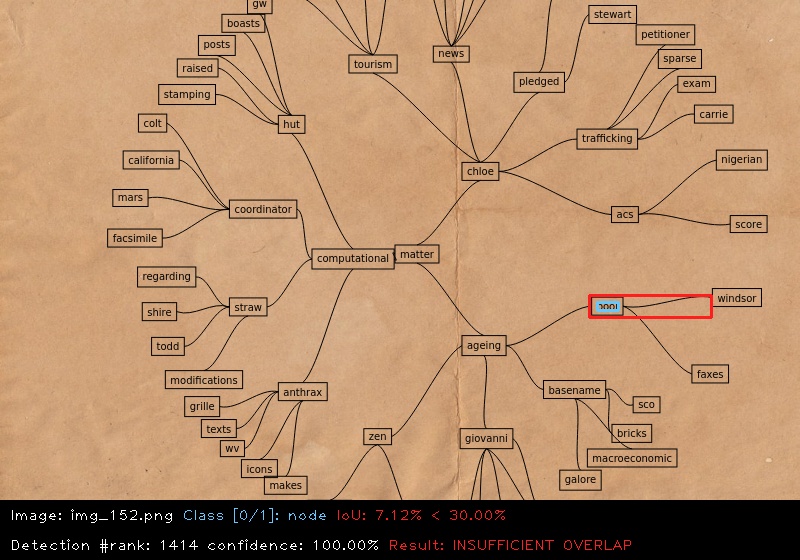 gw
boasts
posts
raised
stamping
hut
tourism
news
pledged
stewart
petitioner
sparse
exam
carrie
trafficking
chloe
nigerian
acs
score
colt
california
mars
facsimile
coordinator
computational
matter
regarding
shire
todd
straw
modifications
windsor
ageing
faxes
basename
sco
bricks
macroeconomic
galore
anthrax
grille
texts
wv
icons
makes
zen
giovanni
Image: img_152.png Class [0/1]: node IoU: 7.12% < 30.00%
Detection #rank: 1414 confidence: 100.00% Result: INSUFFICIENT OVERLAP